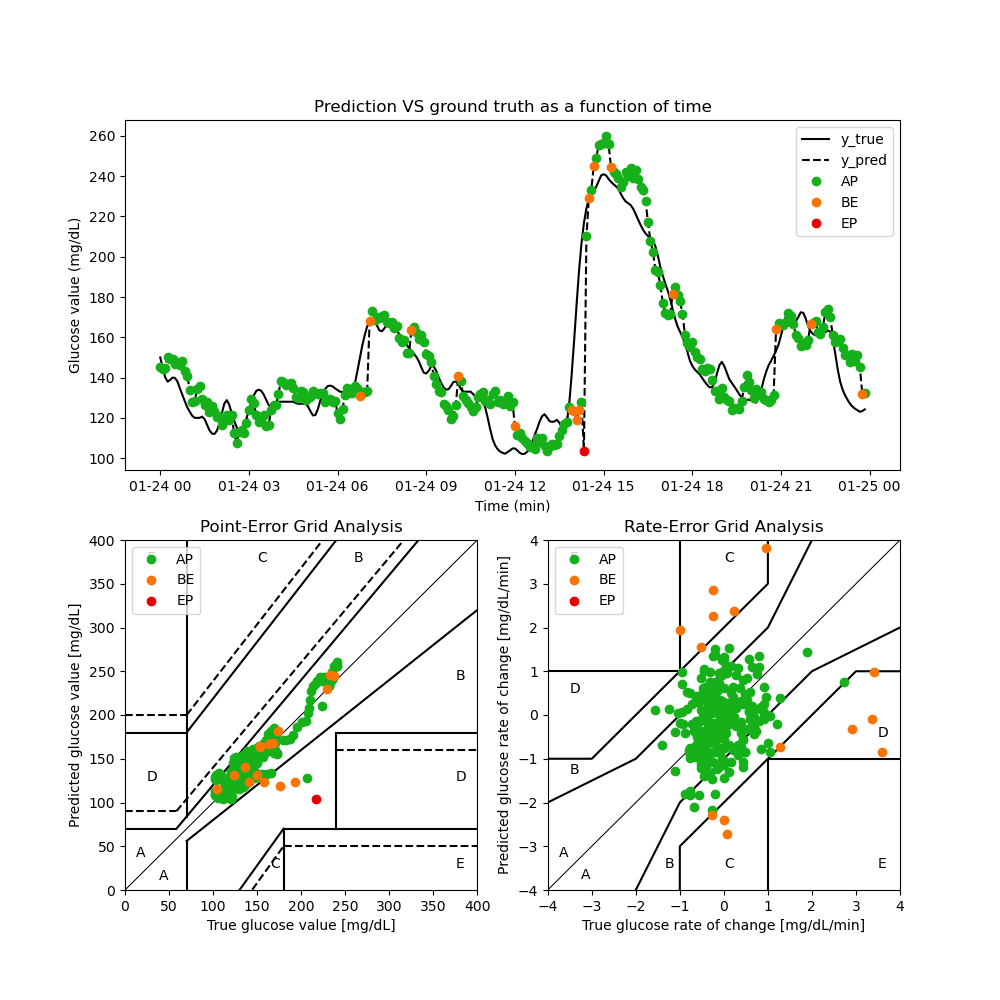 Prediction VS ground truth as a function of time
Glucose value (mg/dL)
260
240
220
200
180
160
140
120
100
y_true
y_pred
AP
BE
EP
01-24 00 01-24 03 01-24 06 01-24 09 01-24 12 01-24 15 01-24 18 01-24 21 01-25 00
Time (min)
Point-Error Grid Analysis
Predicted glucose value [mg/dL]
400
350
300
250
200
150
100
50
0
AP
BE
EP
C
B
B
D
D
A
A
C
E
0 50 100 150 200 250 300 350 400
True glucose value [mg/dL]
Rate-Error Grid Analysis
Predicted glucose rate of change [mg/dL/min]
4
3
2
1
0
−1
−2
−3
−4
AP
BE
EP
C
D
D
B
A
A
B
C
E
−4 −3 −2 −1 0 1 2 3 4
True glucose rate of change [mg/dL/min]